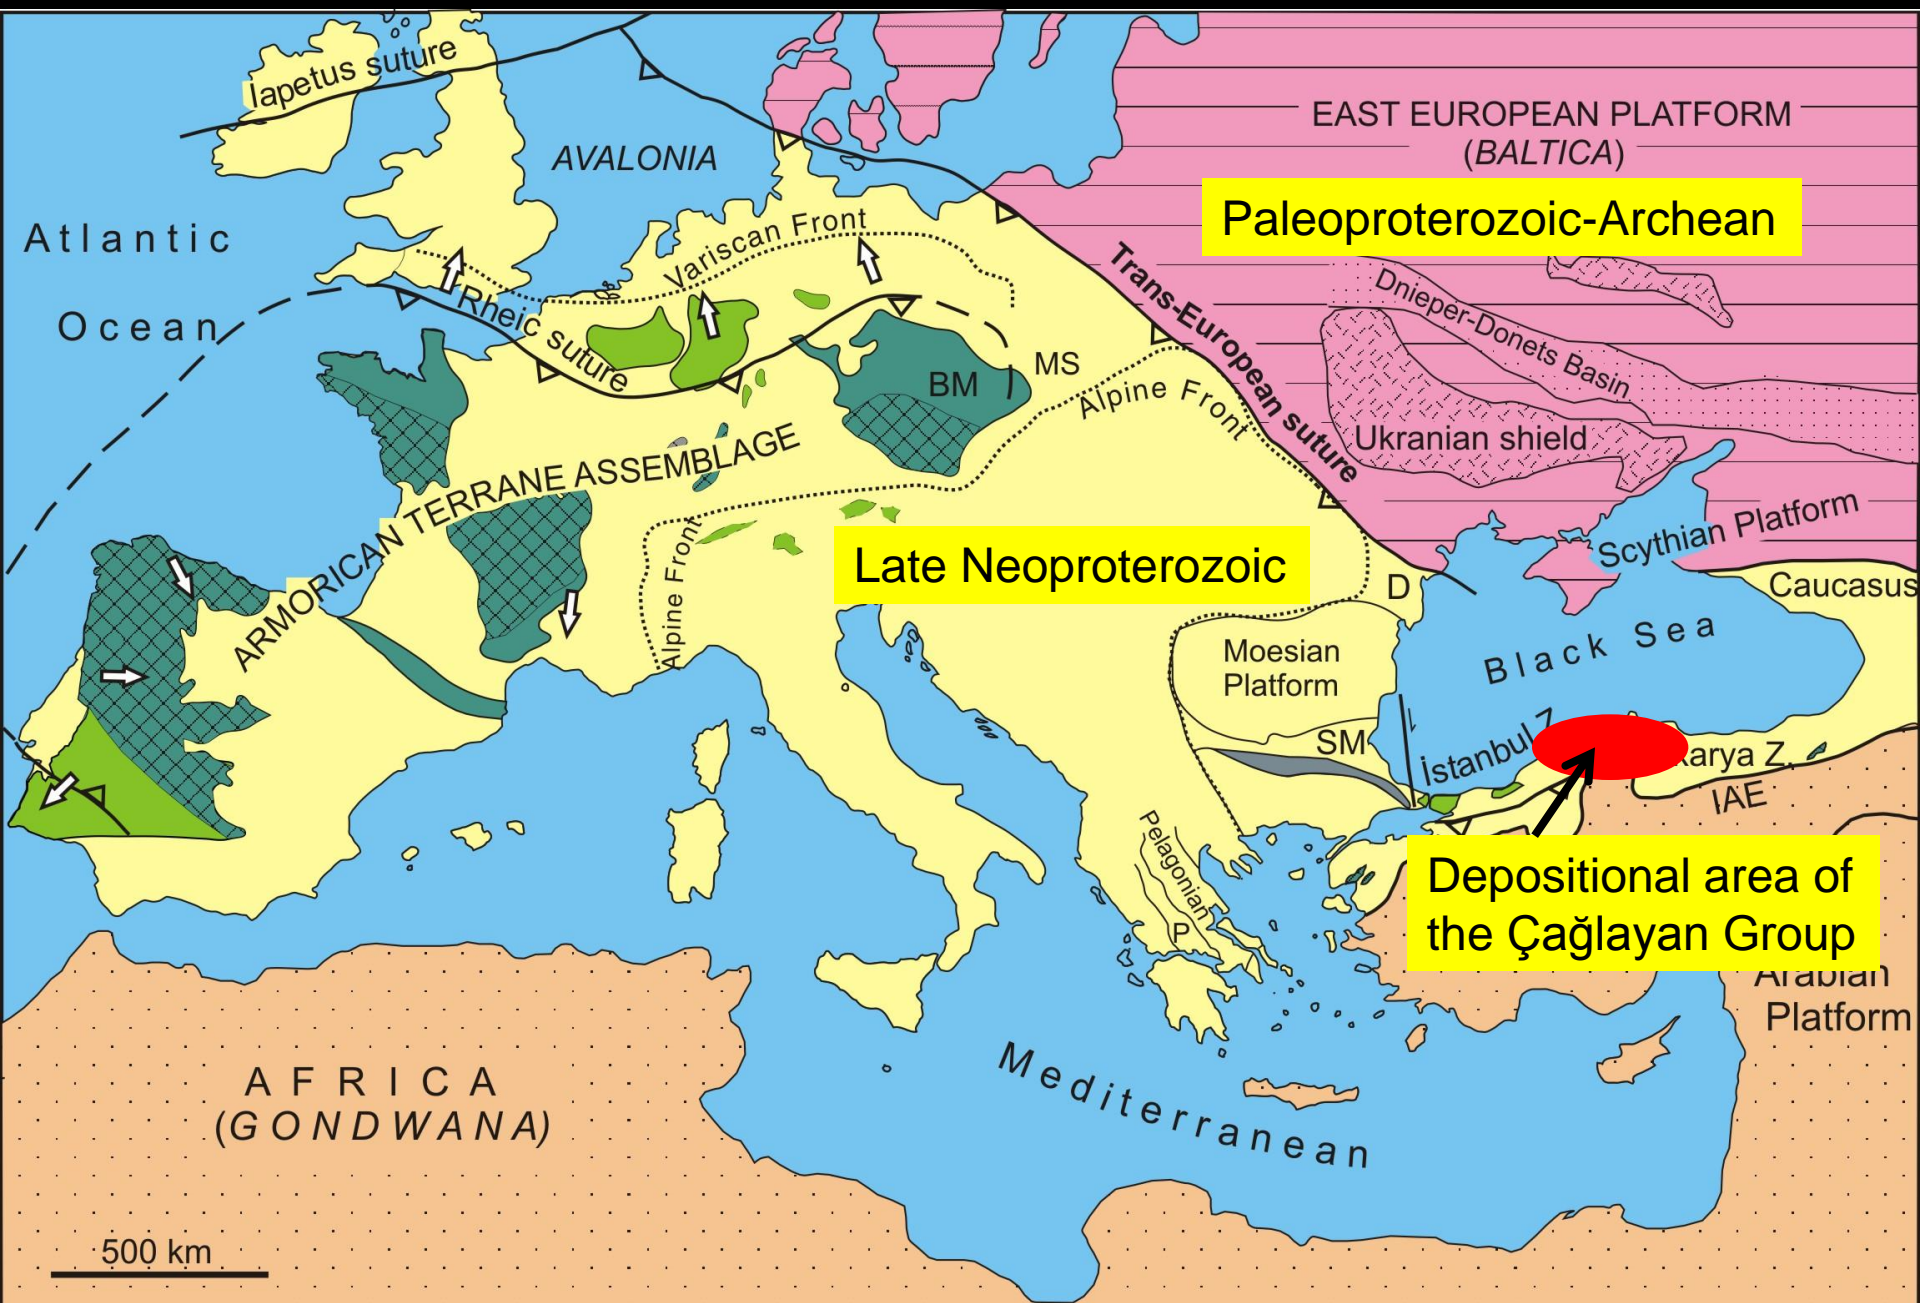 Iapetus suture
EAST EUROPEAN PLATFORM
(BALTICA)
AVALONIA
Paleoproterozoic-Archean
Atlantic
Ocean
Variscan Front
Rheic suture
Trans-European suture
Dnieper-Donets Basin
MS
BM
Alpine Front
Ukranian shield
ARMORICAN TERRANE ASSEMBLAGE
Alpine Front
Late Neoproterozoic
Scythian Platform
D
Caucasus
Moesian
Platform
Black Sea
SM
İstanbul Z
karya Z.
IAE
Pelagonian
P
Depositional area of
the Çağlayan Group
Arabian
Platform
AFRICA
(GONDWANA)
Mediterranean
500 km